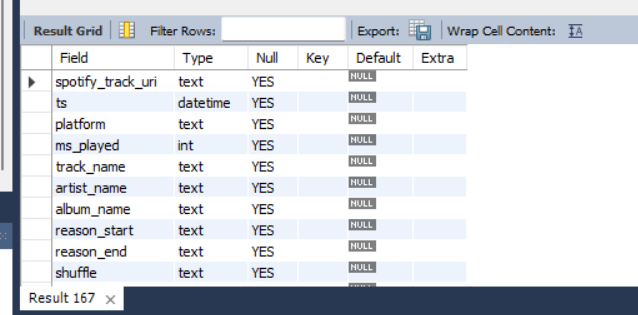 Result Grid Filter Rows: Export: Wrap Cell Content: IA
Field Type Null Key Default Extra
spotify_track_uri text YES NULL
ts datetime YES NULL
platform text YES NULL
ms_played int YES NULL
track_name text YES NULL
artist_name text YES NULL
album_name text YES NULL
reason_start text YES NULL
reason_end text YES NULL
shuffle text YES NULL
Result 167 ×